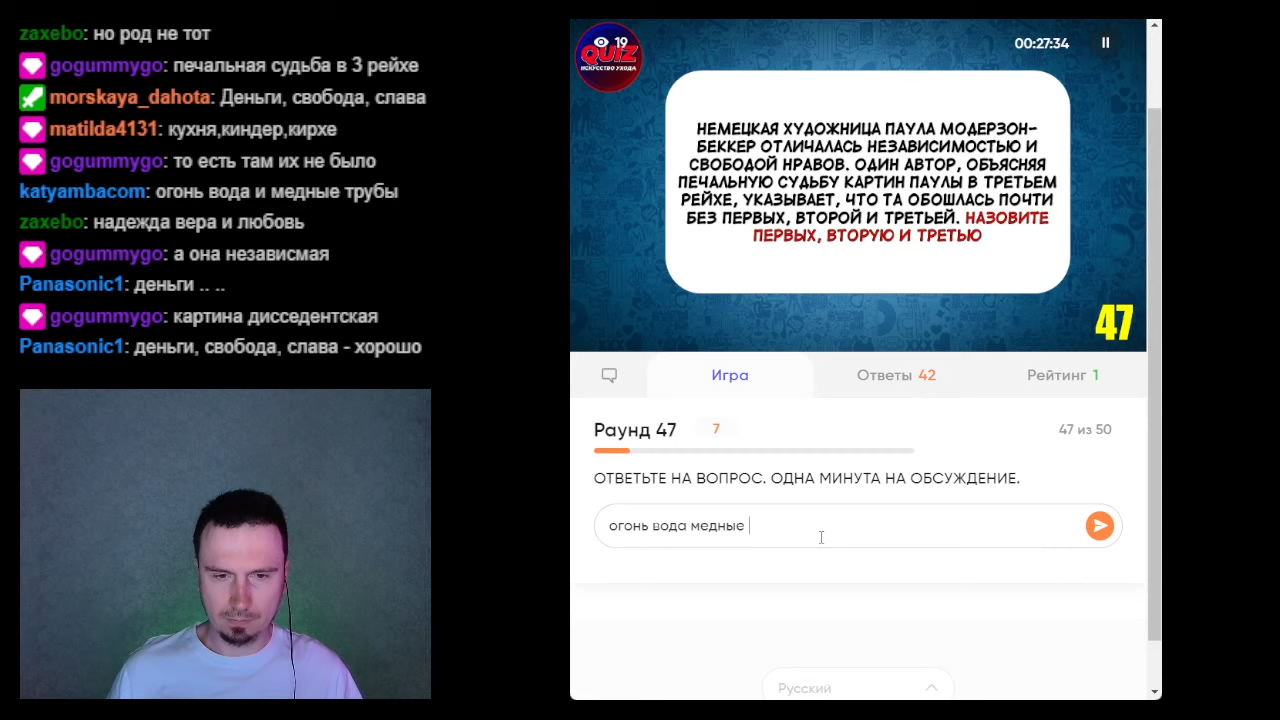 zaxebo: но род не тот
gogummygo: печальная судьба в 3 рейхе
morskaya_dahota: Деньги, свобода, слава
matilda4131: кухня,киндер,кирхе
gogummygo: то есть там их не было
katyambacom: огонь вода и медные трубы
zaxebo: надежда вера и любовь
gogummygo: а она незавиcмая
Panasonic1: деньги .. ..
gogummygo: картина дисседентская
Panasonic1: деньги, свобода, слава - хорошо
19
QUIZ
ИСКУССТВО УХОДА
00:27:34
НЕМЕЦКАЯ ХУДОЖНИЦА ПАУЛА МОДЕРЗОН-
БЕККЕР ОТЛИЧАЛАСЬ НЕЗАВИСИМОСТЬЮ И
СВОБОДОЙ НРАВОВ. ОДИН АВТОР, ОБЪЯСНЯЯ
ПЕЧАЛЬНУЮ СУДЬБУ КАРТИН ПАУЛЫ В ТРЕТЬЕМ
РЕЙХЕ, УКАЗЫВАЕТ, ЧТО ТА ОБОШЛАСЬ ПОЧТИ
БЕЗ ПЕРВЫХ, ВТОРОЙ И ТРЕТЬЕЙ. НАЗОВИТЕ
ПЕРВЫХ, ВТОРУЮ И ТРЕТЬЮ
47
Игра
Ответы 42
Рейтинг 1
Раунд 47
7
47 из 50
ОТВЕТЬТЕ НА ВОПРОС. ОДНА МИНУТА НА ОБСУЖДЕНИЕ.
огонь вода медные
Русский